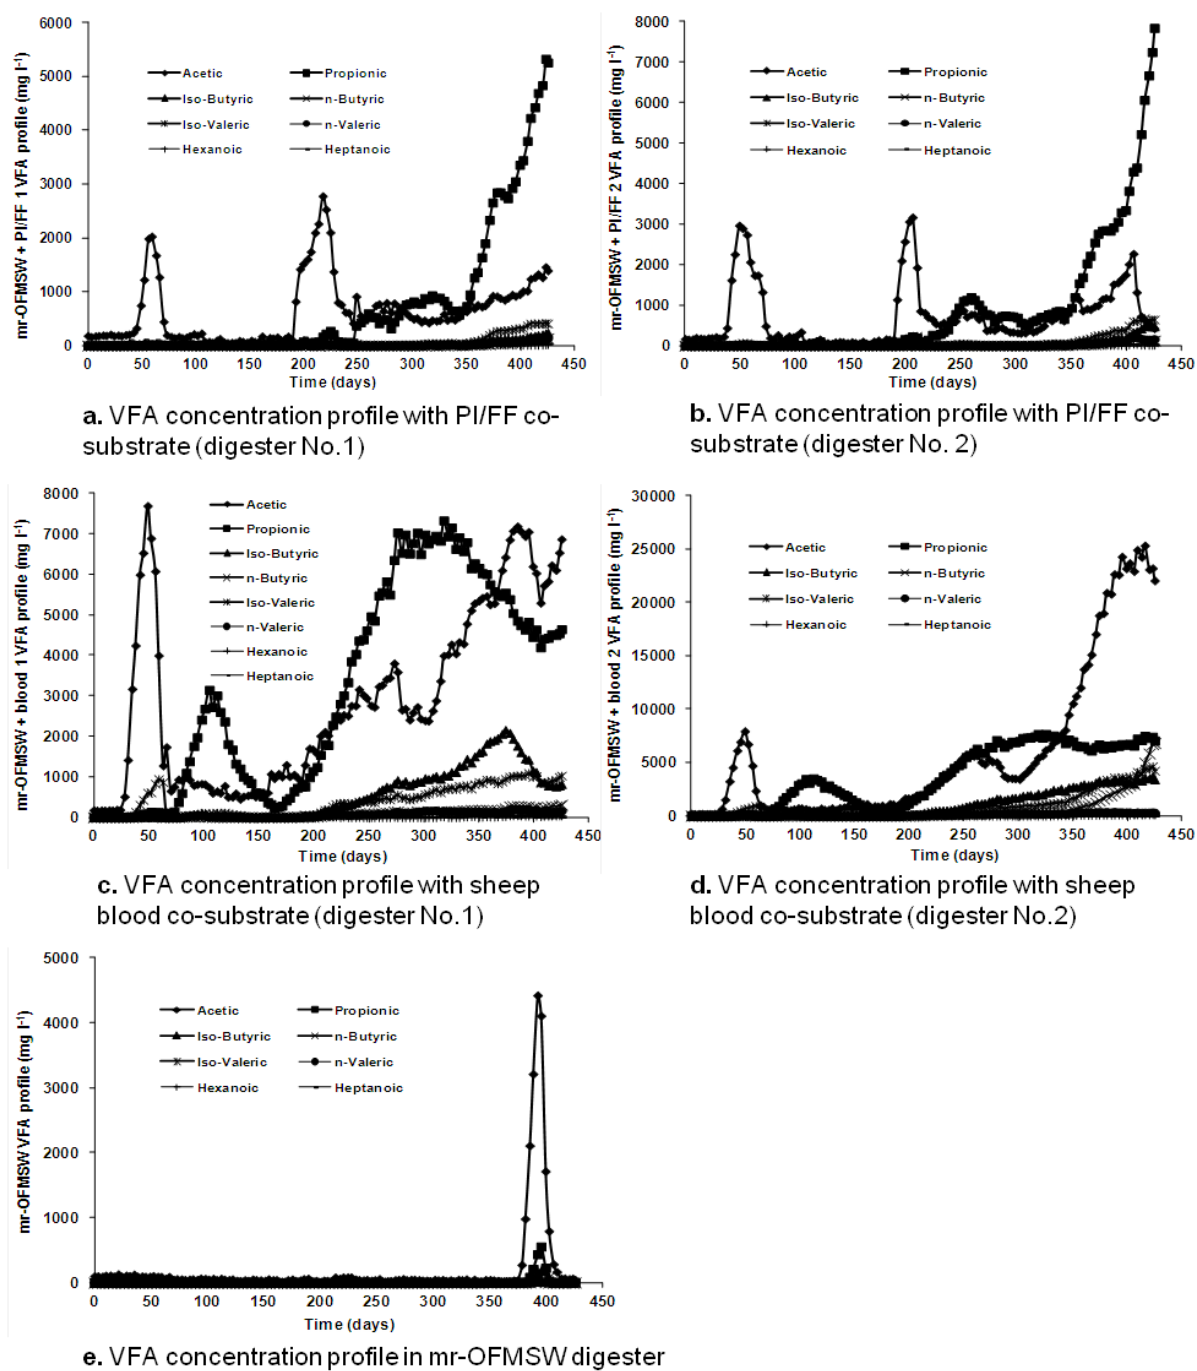 mr-OFMSW + PI/FF 1 VFA profile (mg l-1)
6000
5000
4000
3000
2000
1000
0
Acetic
Propionic
Iso-Butyric
n-Butyric
Iso-Valeric
n-Valeric
Hexanoic
Heptanoic
0 50 100 150 200 250 300 350 400 450
Time (days)
a. VFA concentration profile with PI/FF co-
substrate (digester No.1)
mr-OFMSW + PI/FF 2 VFA profile (mg l-1)
8000
7000
6000
5000
4000
3000
2000
1000
0
Acetic
Propionic
Iso-Butyric
n-Butyric
Iso-Valeric
n-Valeric
Hexanoic
Heptanoic
0 50 100 150 200 250 300 350 400 450
Time (days)
b. VFA concentration profile with PI/FF co-
substrate (digester No. 2)
mr-OFMSW + blood 1 VFA profile (mg l-1)
8000
7000
6000
5000
4000
3000
2000
1000
0
Acetic
Propionic
Iso-Butyric
n-Butyric
Iso-Valeric
n-Valeric
Hexanoic
Heptanoic
0 50 100 150 200 250 300 350 400 450
Time (days)
c. VFA concentration profile with sheep
blood co-substrate (digester No.1)
mr-OFMSW + blood 2 VFA profile (mg l-1)
30000
25000
20000
15000
10000
5000
0
Acetic
Propionic
Iso-Butyric
n-Butyric
Iso-Valeric
n-Valeric
Hexanoic
Heptanoic
0 50 100 150 200 250 300 350 400 450
Time (days)
d. VFA concentration profile with sheep
blood co-substrate (digester No.2)
mr-OFMSW VFA profile (mg l-1)
5000
4000
3000
2000
1000
0
Acetic
Propionic
Iso-Butyric
n-Butyric
Iso-Valeric
n-Valeric
Hexanoic
Heptanoic
0 50 100 150 200 250 300 350 400 450
Time (days)
e. VFA concentration profile in mr-OFMSW digester